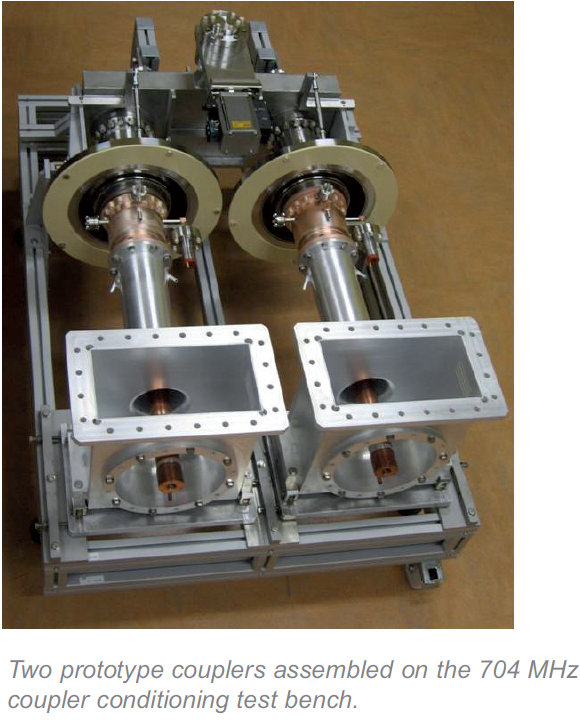 Two prototype couplers assembled on the 704 MHz
coupler conditioning test bench.